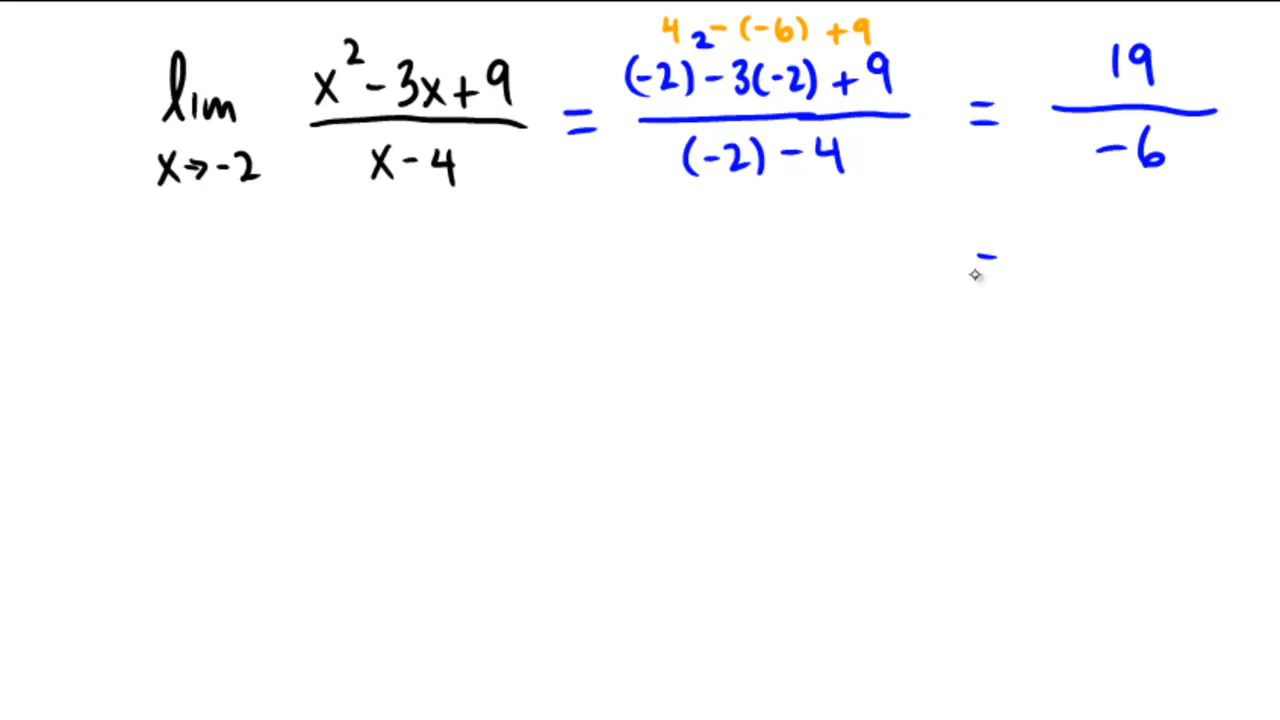 4 - (-6) + 9
lim x² - 3x + 9 = (-2)² - 3(-2) + 9 = 19
x→-2 x - 4 (-2) - 4 -6
-